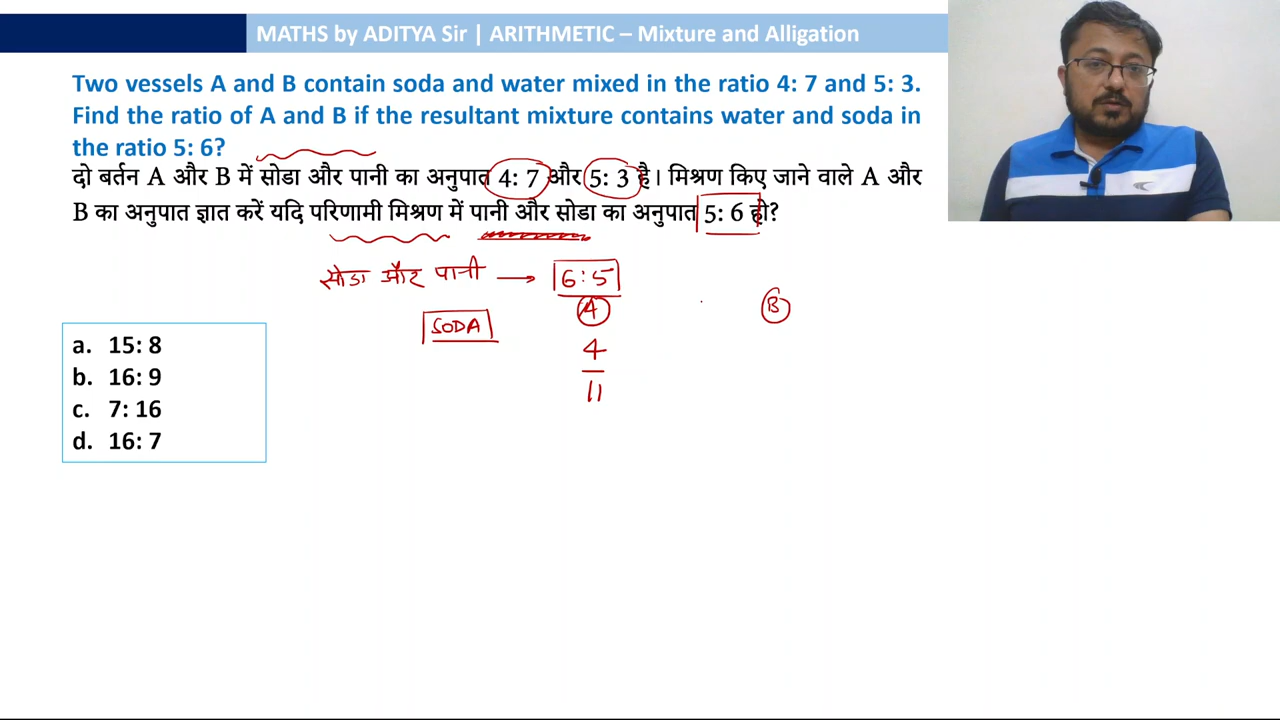 MATHS by ADITYA Sir | ARITHMETIC – Mixture and Alligation
Two vessels A and B contain soda and water mixed in the ratio 4: 7 and 5: 3.
Find the ratio of A and B if the resultant mixture contains water and soda in
the ratio 5: 6?
दो बर्तन A और B में सोडा और पानी का अनुपात 4: 7 और 5: 3 है। मिश्रण किए जाने वाले A और
B का अनुपात ज्ञात करें यदि परिणामी मिश्रण में पानी और सोडा का अनुपात 5: 6 हो?
सोडा और पानी → 6:5
A
B
SODA
4
11
a. 15: 8
b. 16: 9
c. 7: 16
d. 16: 7